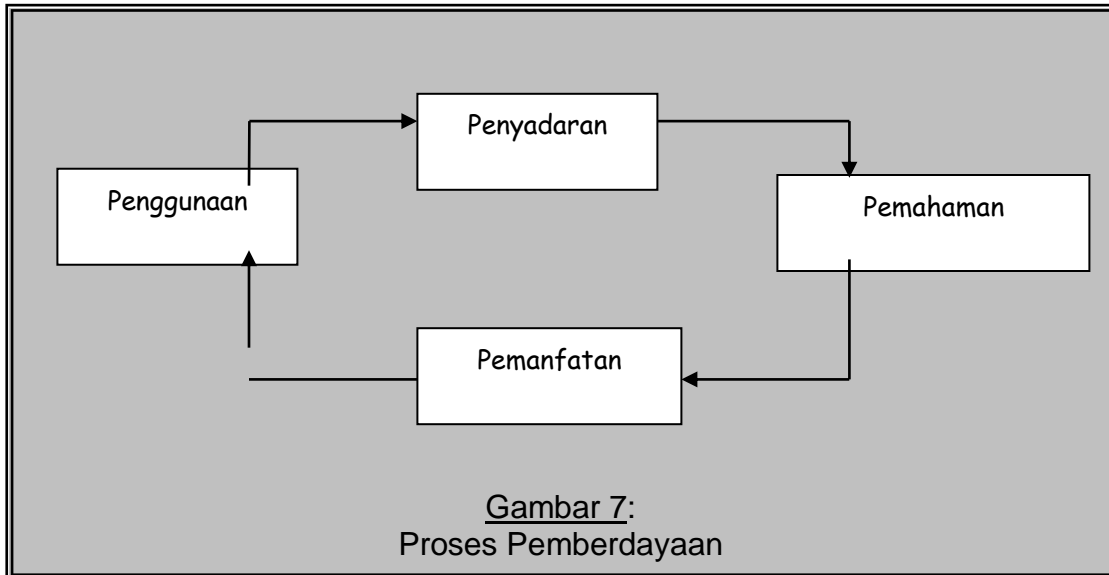 Penyadaran
Penggunaan
Pemahaman
Pemanfatan
Gambar 7:
Proses Pemberdayaan